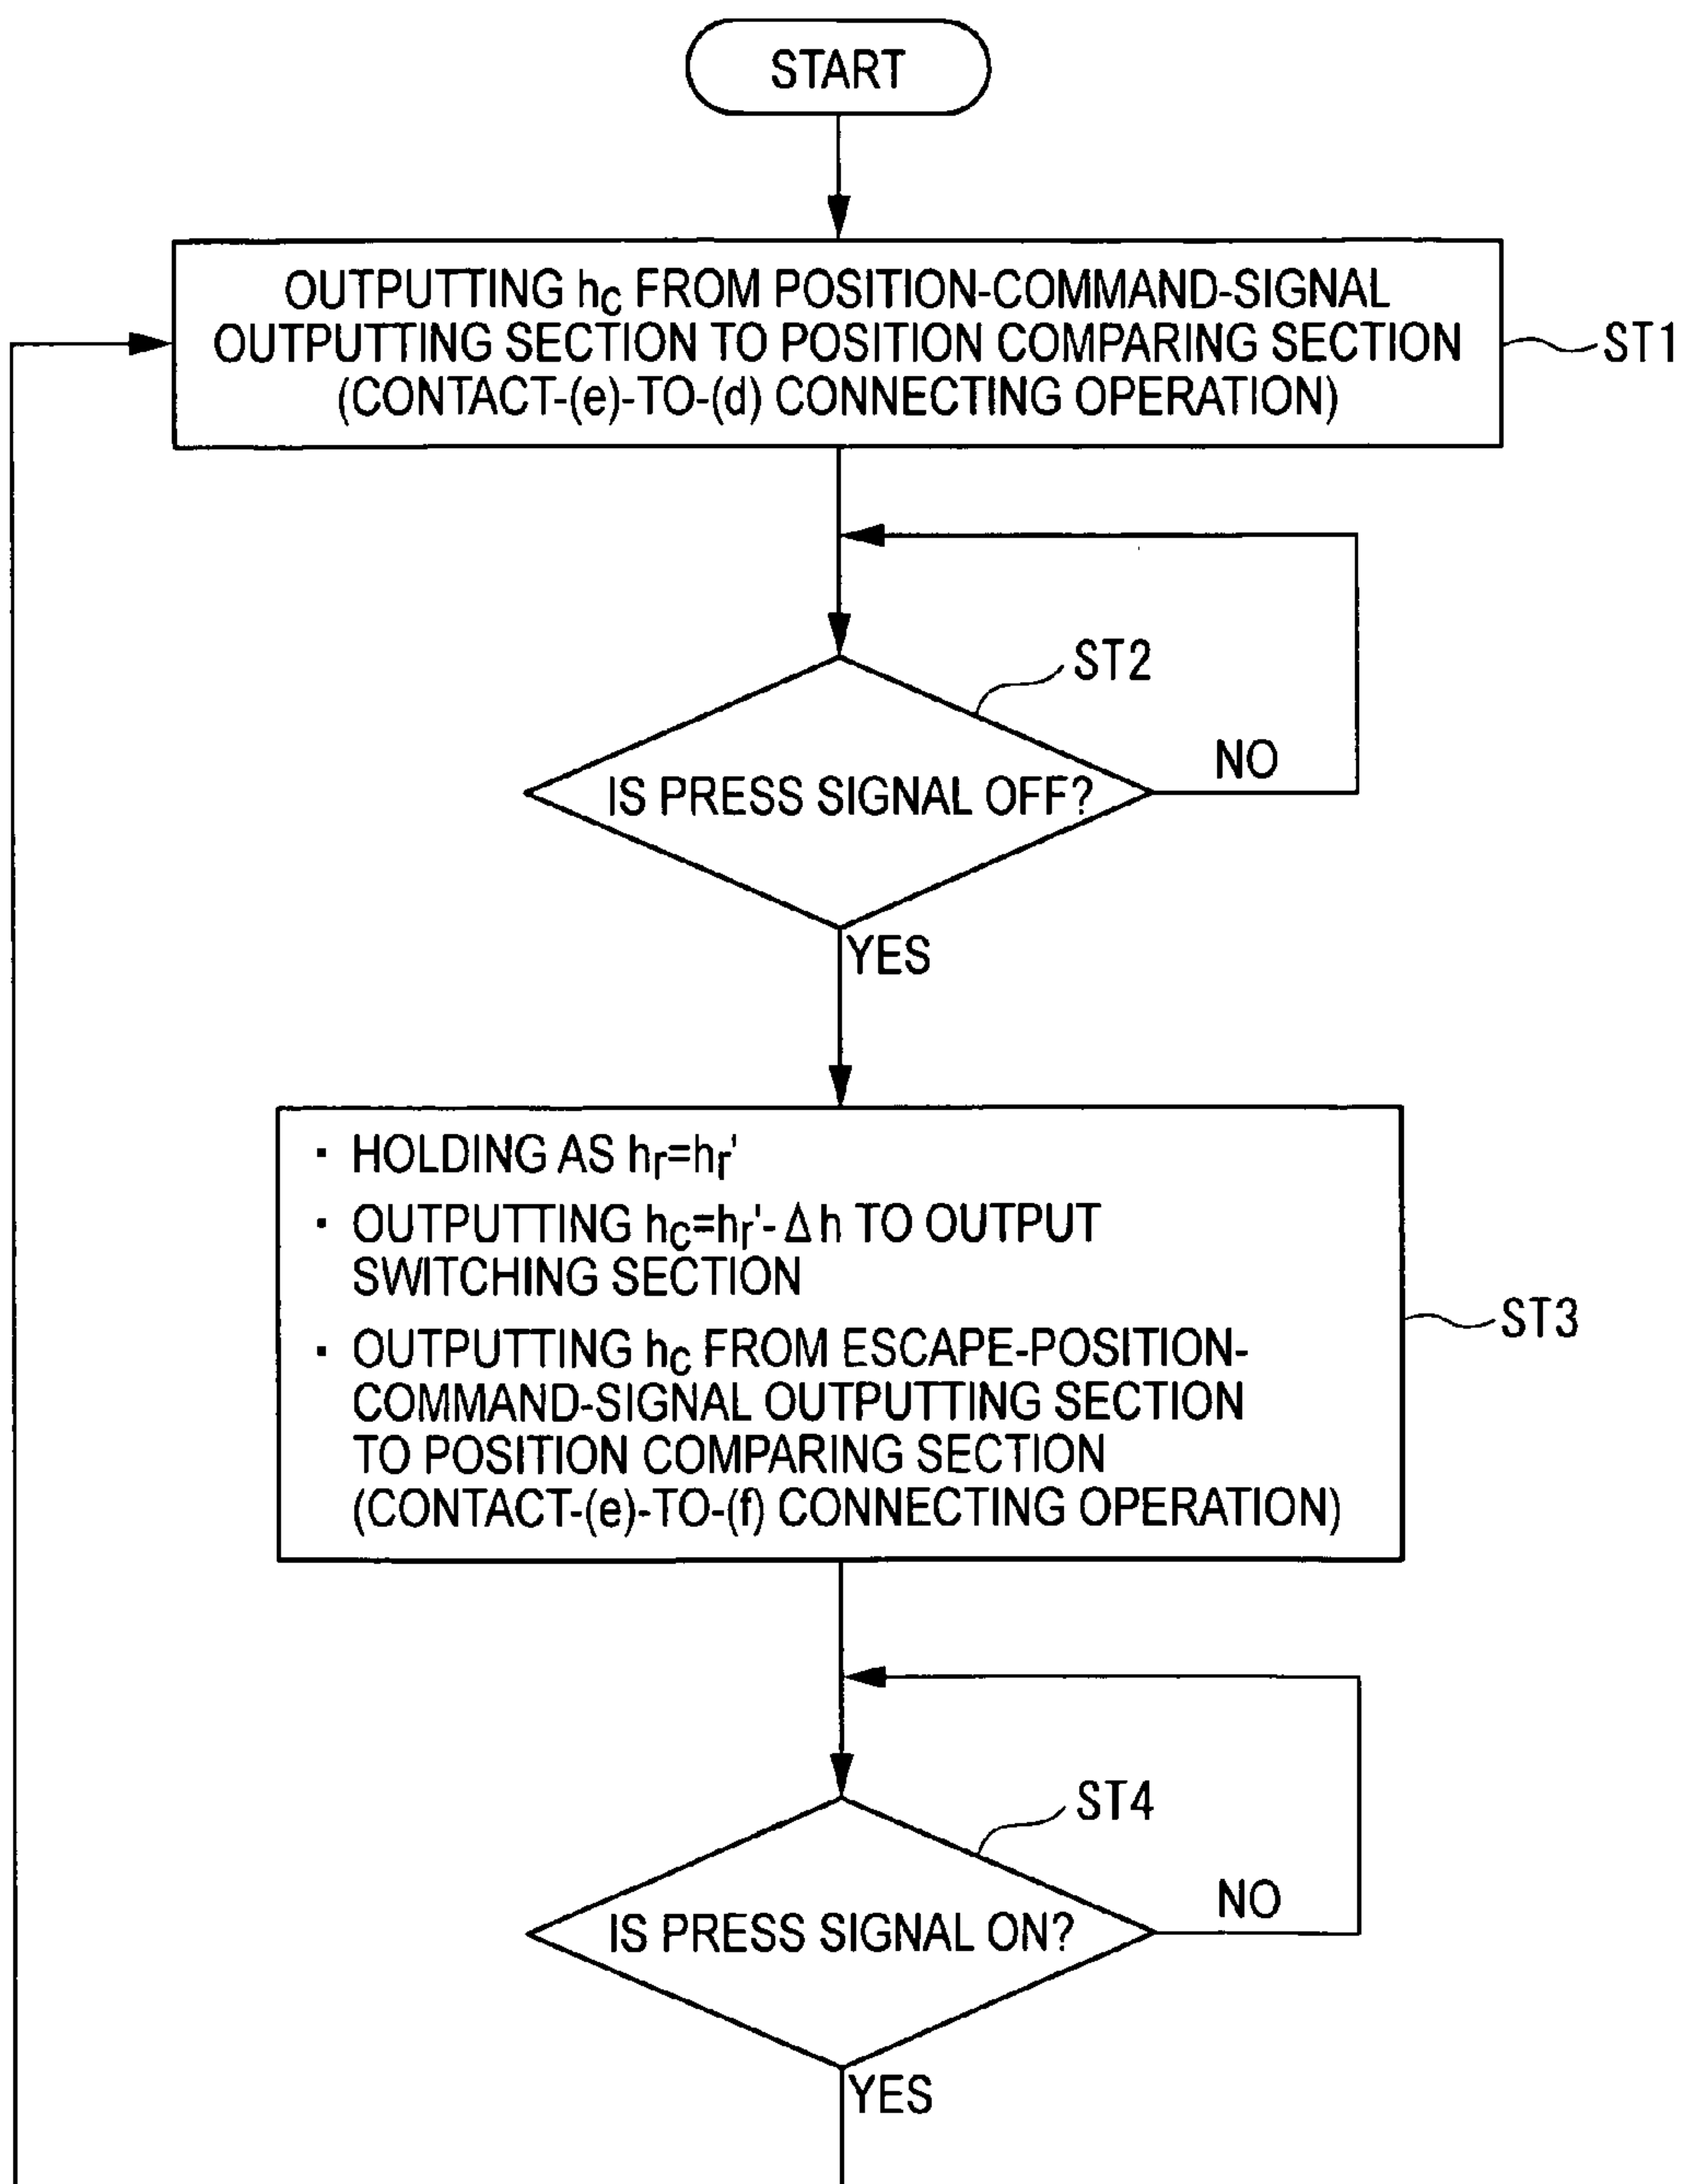 START
OUTPUTTING hc FROM POSITION-COMMAND-SIGNAL
OUTPUTTING SECTION TO POSITION COMPARING SECTION
(CONTACT-(e)-TO-(d) CONNECTING OPERATION)
ST1
ST2
NO
IS PRESS SIGNAL OFF?
YES
▪ HOLDING AS hr=hr'
▪ OUTPUTTING hc=hr'-Δh TO OUTPUT
SWITCHING SECTION
▪ OUTPUTTING hc FROM ESCAPE-POSITION-
COMMAND-SIGNAL OUTPUTTING SECTION
TO POSITION COMPARING SECTION
(CONTACT-(e)-TO-(f) CONNECTING OPERATION)
ST3
ST4
NO
IS PRESS SIGNAL ON?
YES